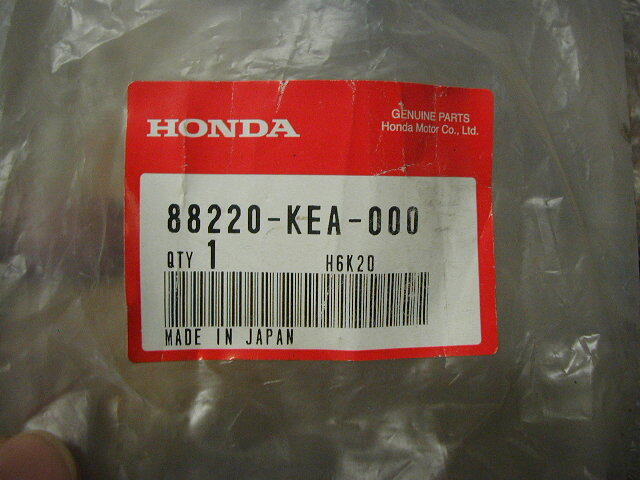 HONDA
GENUINE PARTS
Honda Motor Co., Ltd.
88220-KEA-000
QTY 1 H6K20
MADE IN JAPAN